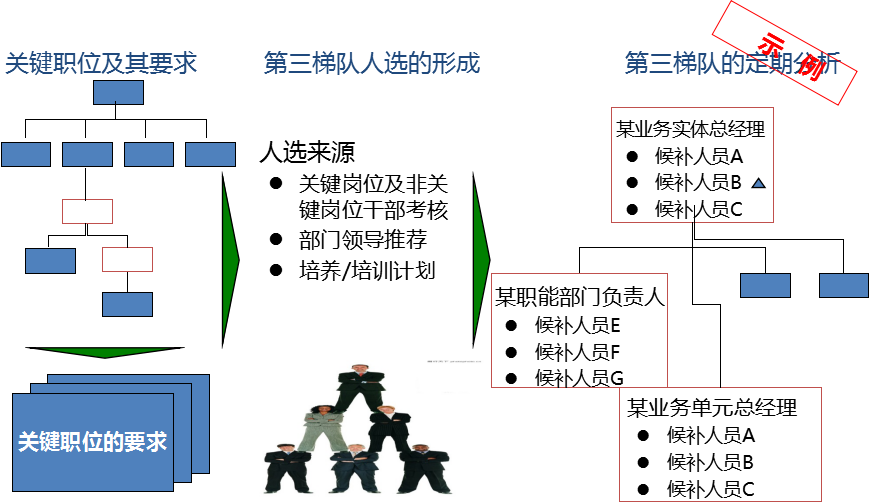 关键职位及其要求
第三梯队人选的形成
第三梯队的定期分析
示例
人选来源
● 关键岗位及非关
键岗位干部考核
● 部门领导推荐
● 培养/培训计划
某业务实体总经理
● 候补人员A
● 候补人员B
● 候补人员C
某职能部门负责人
● 候补人员E
● 候补人员F
● 候补人员G
某业务单元总经理
● 候补人员A
● 候补人员B
● 候补人员C
关键职位的要求